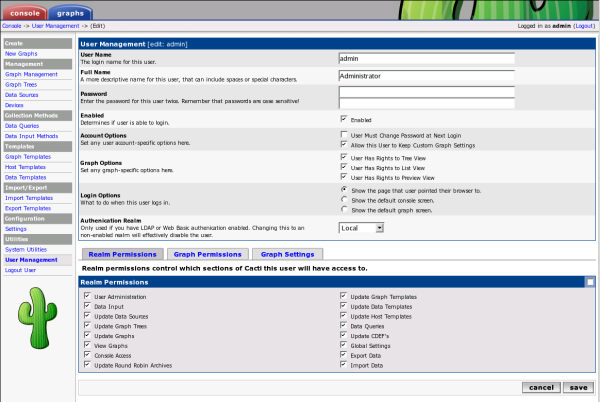 console graphs
Console -> User Management -> (Edit) Logged in as admin (Logout)
Create
New Graphs
Management
Graph Management
Graph Trees
Data Sources
Devices
Collection Methods
Data Queries
Data Input Methods
Templates
Graph Templates
Host Templates
Data Templates
Import/Export
Import Templates
Export Templates
Configuration
Settings
Utilities
System Utilities
User Management
Logout User
User Management [edit: admin]
User Name
The login name for this user.
admin
Full Name
A more descriptive name for this user, that can include spaces or special characters.
Administrator
Password
Enter the password for this user twice. Remember that passwords are case sensitive!
Enabled
Determines if user is able to login.
Enabled
Account Options
Set any user account-specific options here.
User Must Change Password at Next Login
Allow this User to Keep Custom Graph Settings
Graph Options
Set any graph-specific options here.
User Has Rights to Tree View
User Has Rights to List View
User Has Rights to Preview View
Login Options
What to do when this user logs in.
Show the page that user pointed their browser to.
Show the default console screen.
Show the default graph screen.
Authenication Realm
Only used if you have LDAP or Web Basic authentication enabled. Changing this to an
non-enabled realm will effectively disable the user.
Local
Realm Permissions Graph Permissions Graph Settings
Realm permissions control which sections of Cacti this user will have access to.
Realm Permissions
User Administration
Data Input
Update Data Sources
Update Graph Trees
Update Graphs
View Graphs
Console Access
Update Round Robin Archives
Update Graph Templates
Update Data Templates
Update Host Templates
Data Queries
Update CDEF's
Global Settings
Export Data
Import Data
cancel save